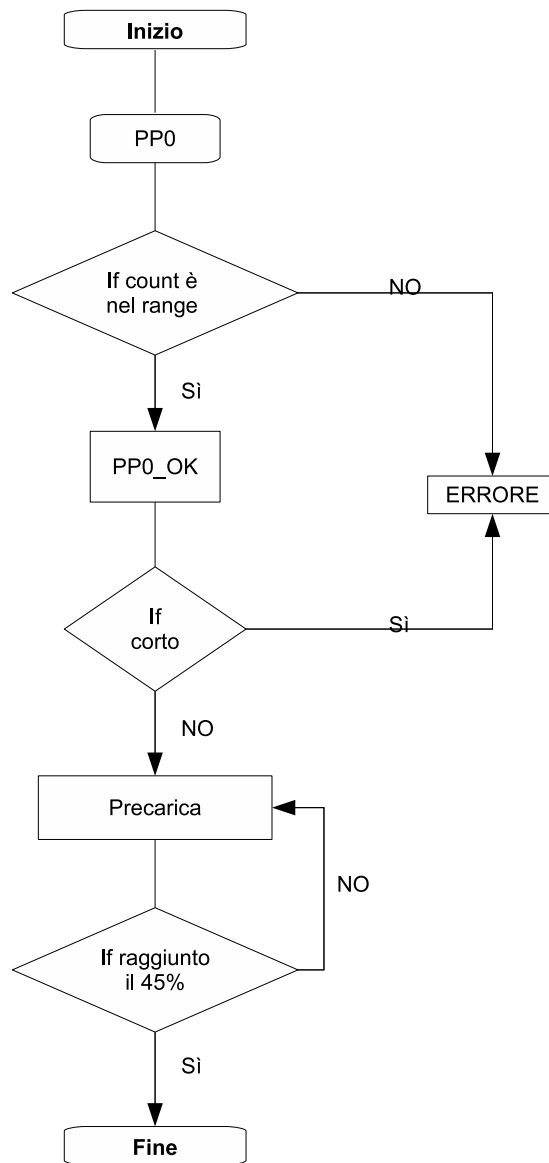 Inizio
PP0
If count è
nel range
NO
Sì
PP0_OK
ERRORE
If
corto
Sì
NO
Precarica
NO
If raggiunto
il 45%
Sì
Fine